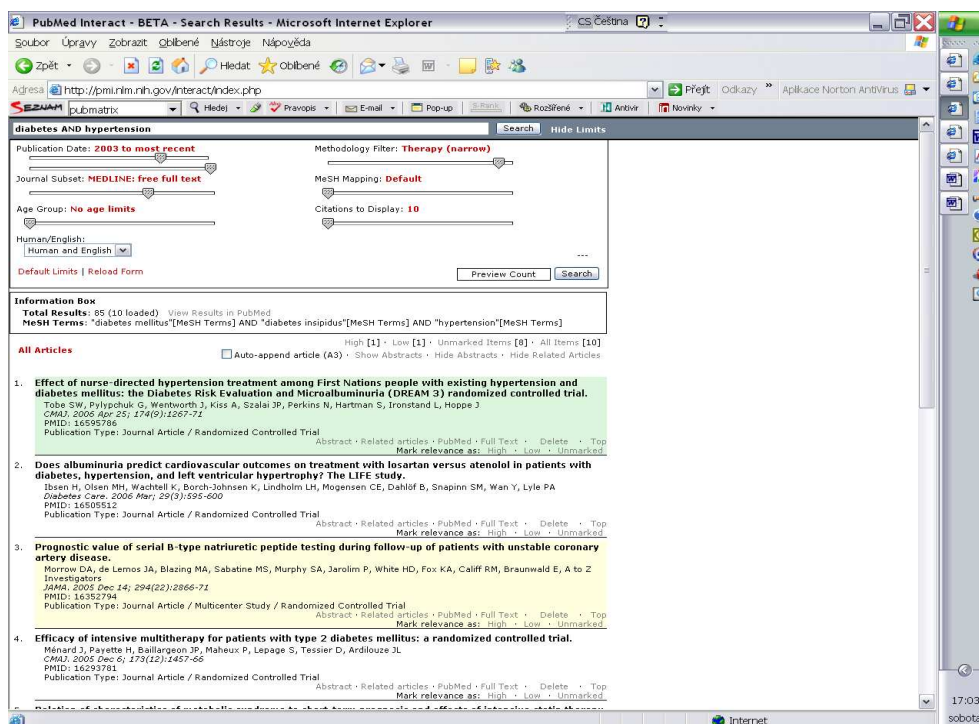 PubMed Interact - BETA - Search Results - Microsoft Internet Explorer
CS Čeština
Soubor Úpravy Zobrazit Oblíbené Nástroje Nápověda
Zpět Hledat Oblíbené
Adresa http://pmi.nlm.nih.gov/interact/index.php Přejít Odkazy » Aplikace Norton AntiVirus
SEZNAM pubmatrix Hledej Pravopis E-mail Pop-up S-Rank Rozšířené Antivir Novinky
diabetes AND hypertension Search Hide Limits
Publication Date: 2003 to most recent Methodology Filter: Therapy (narrow)
Journal Subset: MEDLINE: free full text MeSH Mapping: Default
Age Group: No age limits Citations to Display: 10
Human/English:
Human and English
---
Default Limits | Reload Form Preview Count Search
Information Box
Total Results: 85 (10 loaded) View Results in PubMed
MeSH Terms: "diabetes mellitus"[MeSH Terms] AND "diabetes insipidus"[MeSH Terms] AND "hypertension"[MeSH Terms]
High [1] · Low [1] · Unmarked Items [8] · All Items [10]
All Articles Auto-append article (A3) · Show Abstracts · Hide Abstracts · Hide Related Articles
1. Effect of nurse-directed hypertension treatment among First Nations people with existing hypertension and
diabetes mellitus: the Diabetes Risk Evaluation and Microalbuminuria (DREAM 3) randomized controlled trial.
Tobe SW, Pylypchuk G, Wentworth J, Kiss A, Szalai JP, Perkins N, Hartman S, Ironstand L, Hoppe J
CMAJ. 2006 Apr 25; 174(9):1267-71
PMID: 16595786
Publication Type: Journal Article / Randomized Controlled Trial
Abstract · Related articles · PubMed · Full Text · Delete · Top
Mark relevance as: High · Low · Unmarked
2. Does albuminuria predict cardiovascular outcomes on treatment with losartan versus atenolol in patients with
diabetes, hypertension, and left ventricular hypertrophy? The LIFE study.
Ibsen H, Olsen MH, Wachtell K, Borch-Johnsen K, Lindholm LH, Mogensen CE, Dahlöf B, Snapinn SM, Wan Y, Lyle PA
Diabetes Care. 2006 Mar; 29(3):595-600
PMID: 16505512
Publication Type: Journal Article / Randomized Controlled Trial
Abstract · Related articles · PubMed · Full Text · Delete · Top
Mark relevance as: High · Low · Unmarked
3. Prognostic value of serial B-type natriuretic peptide testing during follow-up of patients with unstable coronary
artery disease.
Morrow DA, de Lemos JA, Blazing MA, Sabatine MS, Murphy SA, Jarolim P, White HD, Fox KA, Califf RM, Braunwald E, A to Z
Investigators
JAMA. 2005 Dec 14; 294(22):2866-71
PMID: 16352794
Publication Type: Journal Article / Multicenter Study / Randomized Controlled Trial
Abstract · Related articles · PubMed · Full Text · Delete · Top
Mark relevance as: High · Low · Unmarked
4. Efficacy of intensive multitherapy for patients with type 2 diabetes mellitus: a randomized controlled trial.
Ménard J, Payette H, Baillargeon JP, Maheux P, Lepage S, Tessier D, Ardilouze JL
CMAJ. 2005 Dec 6; 173(12):1457-66
PMID: 16293781
Publication Type: Journal Article / Randomized Controlled Trial
Abstract · Related articles · PubMed · Full Text · Delete · Top
Mark relevance as: High · Low · Unmarked
Internet
17:03
sobota